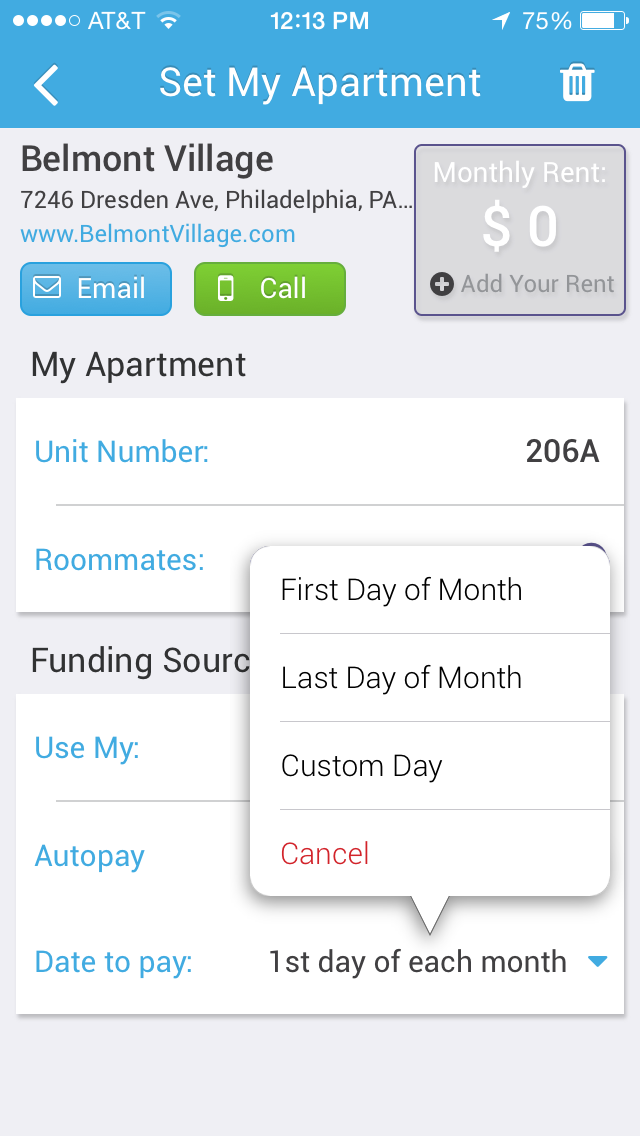 AT&T 12:13 PM 75%
Set My Apartment
Belmont Village
7246 Dresden Ave, Philadelphia, PA...
www.BelmontVillage.com
Email
Call
Monthly Rent:
$ 0
Add Your Rent
My Apartment
Unit Number: 206A
Roommates:
Funding Sourc
Use My:
Autopay
First Day of Month
Last Day of Month
Custom Day
Cancel
Date to pay: 1st day of each month